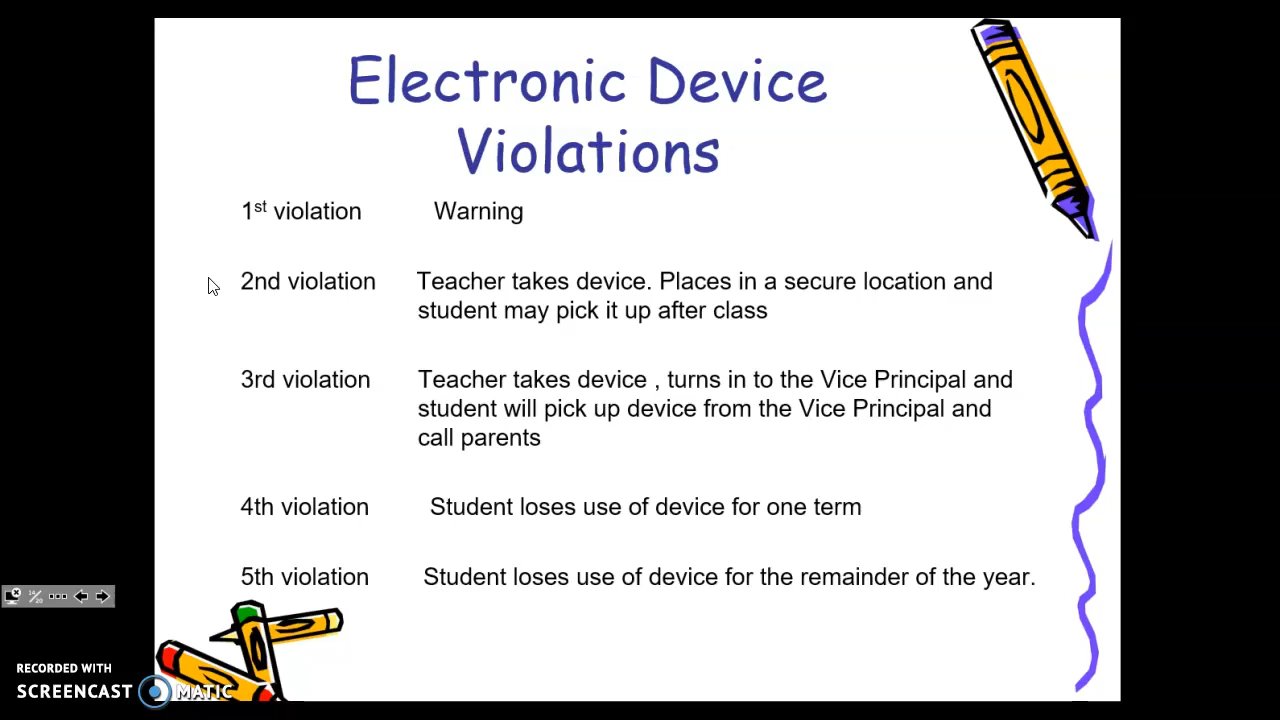 Electronic Device
Violations
1st violation Warning
2nd violation Teacher takes device. Places in a secure location and
student may pick it up after class
3rd violation Teacher takes device , turns in to the Vice Principal and
student will pick up device from the Vice Principal and
call parents
4th violation Student loses use of device for one term
5th violation Student loses use of device for the remainder of the year.
RECORDED WITH
SCREENCAST MATIC